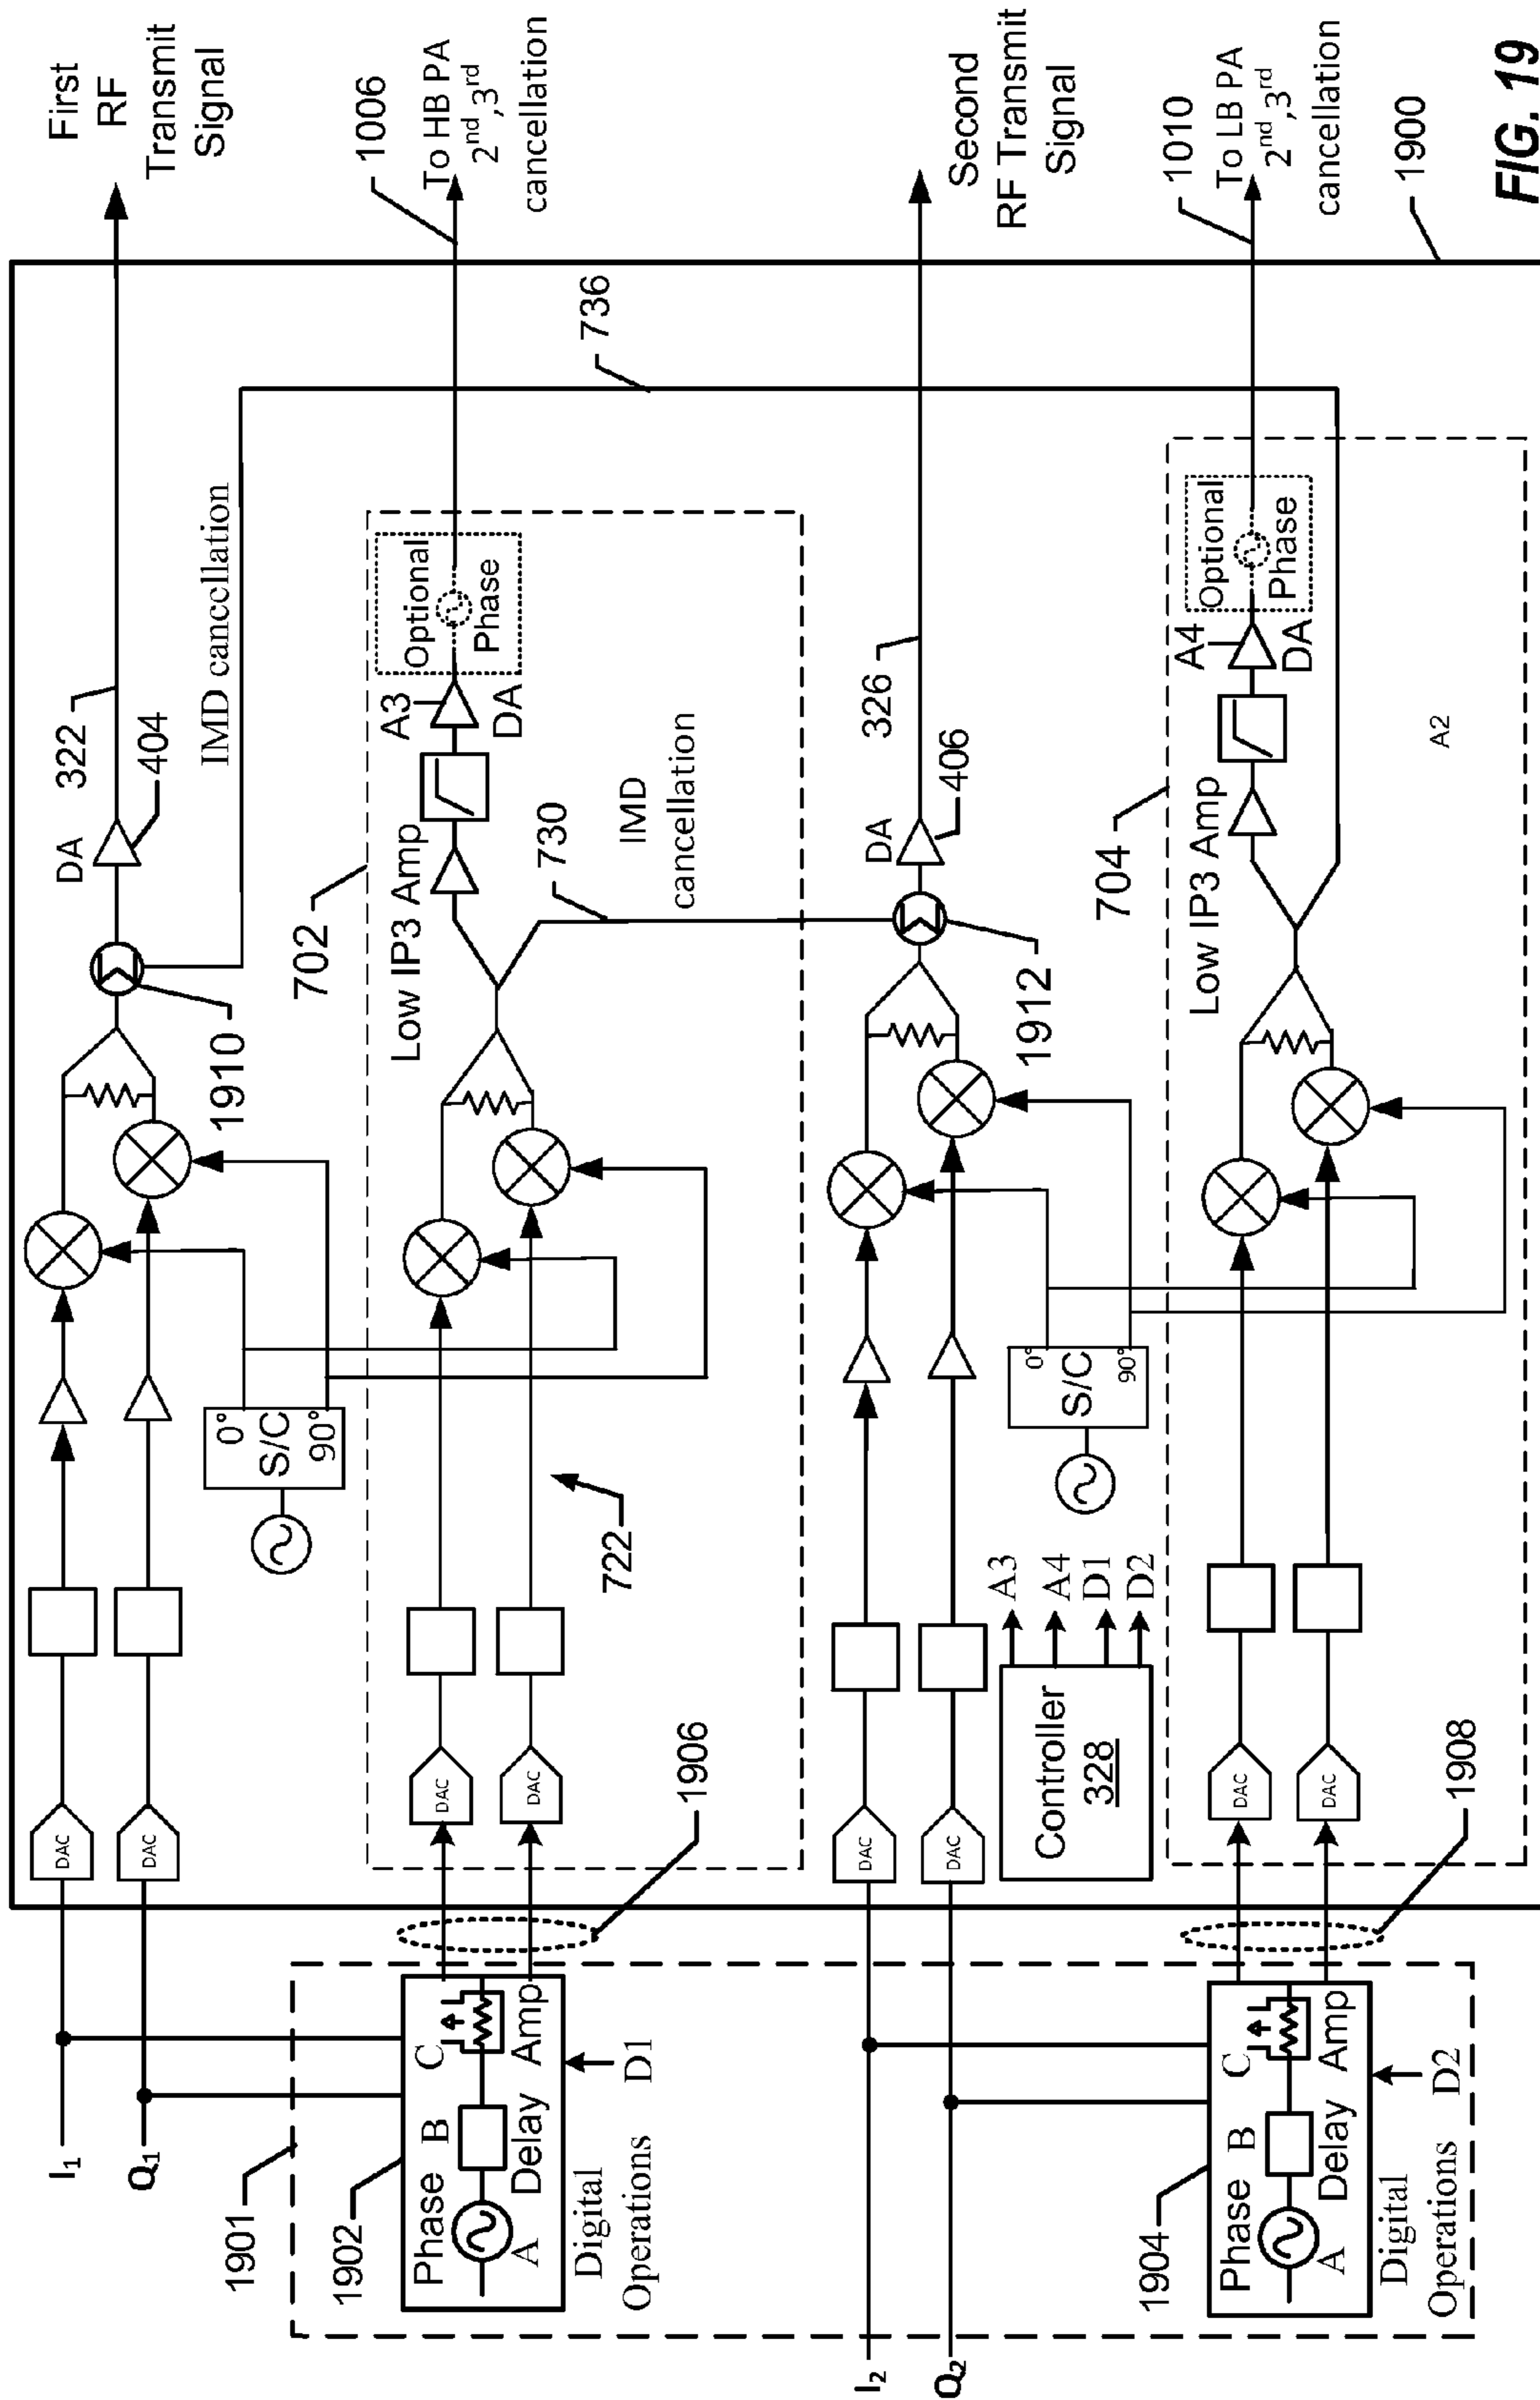 First
RF
Transmit
Signal
322
DA
404
IMD cancellation
1910
0°
S/C
90°
DAC
DAC
I1
Q1
1006
To HB PA
2nd ,3rd
cancellation
736
702
Low IP3 Amp
A3
DA
Optional
Phase
730
IMD
cancellation
722
DAC
DAC
1906
1901
1902
Phase
A
B
Delay
C
Amp
D1
Digital
Operations
Second
RF Transmit
Signal
326
DA
406
1912
0°
S/C
90°
DAC
DAC
I2
Q2
Controller
328
A3
A4
D1
D2
1010
To LB PA
2nd ,3rd
cancellation
1900
704
Low IP3 Amp
A4
DA
Optional
Phase
A2
DAC
DAC
1908
1904
Phase
A
B
Delay
C
Amp
D2
Digital
Operations
FIG. 19